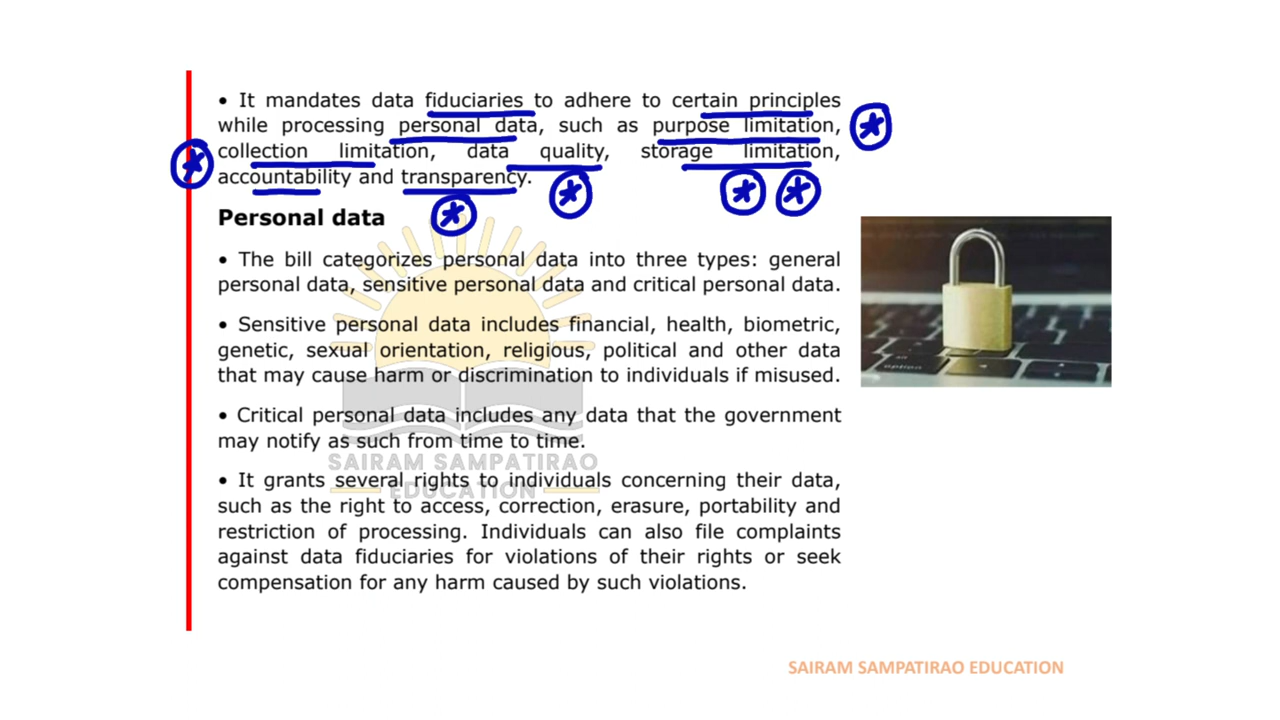 • It mandates data fiduciaries to adhere to certain principles
while processing personal data, such as purpose limitation,
collection limitation, data quality, storage limitation,
accountability and transparency.
Personal data
• The bill categorizes personal data into three types: general
personal data, sensitive personal data and critical personal data.
• Sensitive personal data includes financial, health, biometric,
genetic, sexual orientation, religious, political and other data
that may cause harm or discrimination to individuals if misused.
• Critical personal data includes any data that the government
may notify as such from time to time.
SAIRAM SAMPATIRAO
EDUCATION
• It grants several rights to individuals concerning their data,
such as the right to access, correction, erasure, portability and
restriction of processing. Individuals can also file complaints
against data fiduciaries for violations of their rights or seek
compensation for any harm caused by such violations.
option
SAIRAM SAMPATIRAO EDUCATION